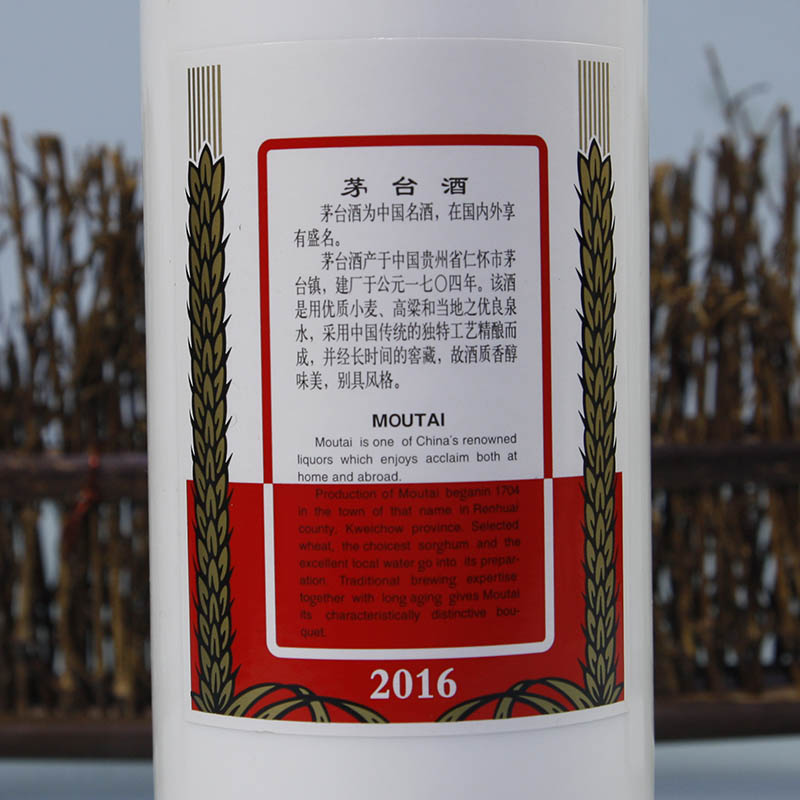 茅台酒
茅台酒为中国名酒，在国内外享
有盛名。
茅台酒产于中国贵州省仁怀市茅
台镇，建厂于公元一七〇四年。该酒
是用优质小麦、高粱和当地之优良泉
水，采用中国传统的独特工艺精酿而
成，并经长时间的窖藏，故酒质香醇
味美，别具风格。
MOUTAI
Moutai is one of China's renowned
liquors which enjoys acclaim both at
home and abroad.
Production of Moutai beganin 1704
in the town of that name in Renhuai
county, Kweichow province. Selected
wheat, the choicest sorghum and the
excellent local water go into its prepar-
ation. Traditional brewing expertise
together with long aging gives Moutai
its characteristically distinctive bou-
quet.
2016